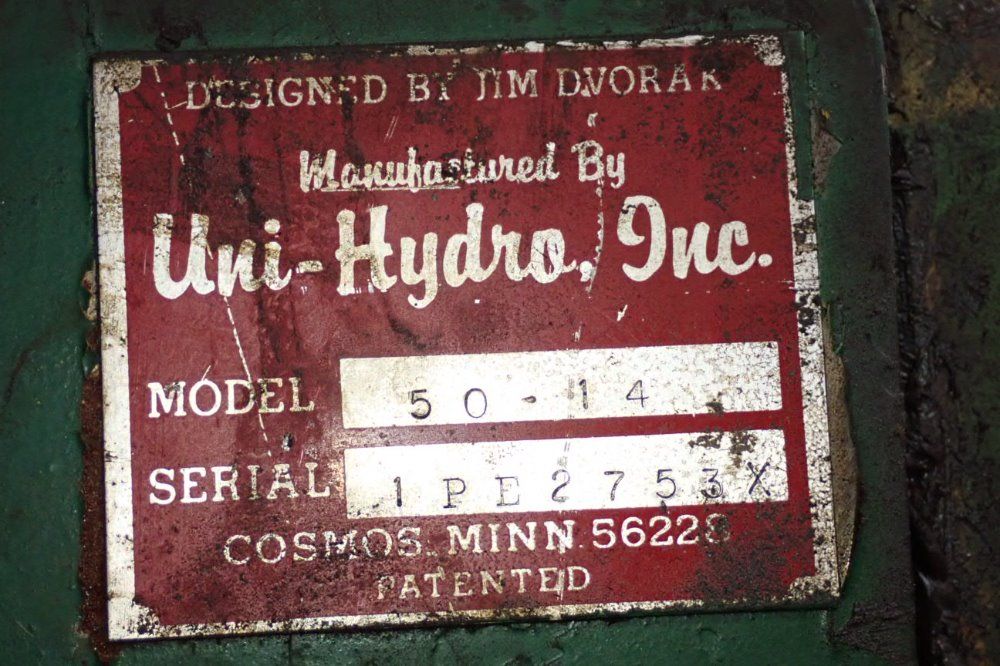 DESIGNED BY JIM DVORAK
Manufactured By
Uni-Hydro, Inc.
MODEL 50-14
SERIAL 1PE2753X
COSMOS. MINN. 56228
PATENTED